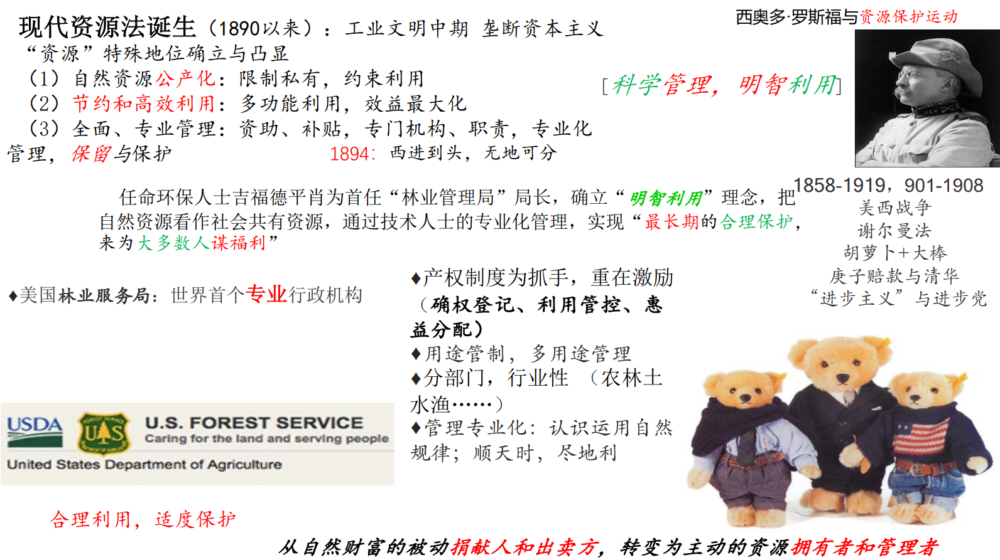 现代资源法诞生（1890以来）：工业文明中期 垄断资本主义
“资源”特殊地位确立与凸显
（1）自然资源公产化：限制私有，约束利用
（2）节约和高效利用：多功能利用，效益最大化
（3）全面、专业管理：资助、补贴，专门机构、职责，专业化
管理，保留与保护
1894：西进到头，无地可分
[科学管理，明智利用]
西奥多·罗斯福与资源保护运动
USV
1858-1919，901-1908
美西战争
谢尔曼法
胡萝卜+大棒
庚子赔款与清华
“进步主义”与进步党
任命环保人士吉福德平肖为首任“林业管理局”局长，确立“明智利用”理念，把
自然资源看作社会共有资源，通过技术人士的专业化管理，实现“最长期的合理保护，
来为大多数人谋福利”
♦美国林业服务局：世界首个专业行政机构
♦产权制度为抓手，重在激励
（确权登记、利用管控、惠
益分配）
♦用途管制，多用途管理
♦分部门，行业性 （农林土
水渔……）
♦管理专业化：认识运用自然
规律；顺天时，尽地利
USDA
FOREST SERVICE
UAS
DEPARTMENT OF AGRICULTURE
U.S. FOREST SERVICE
Caring for the land and serving people
United States Department of Agriculture
合理利用，适度保护
从自然财富的被动捐献人和出卖方，转变为主动的资源拥有者和管理者